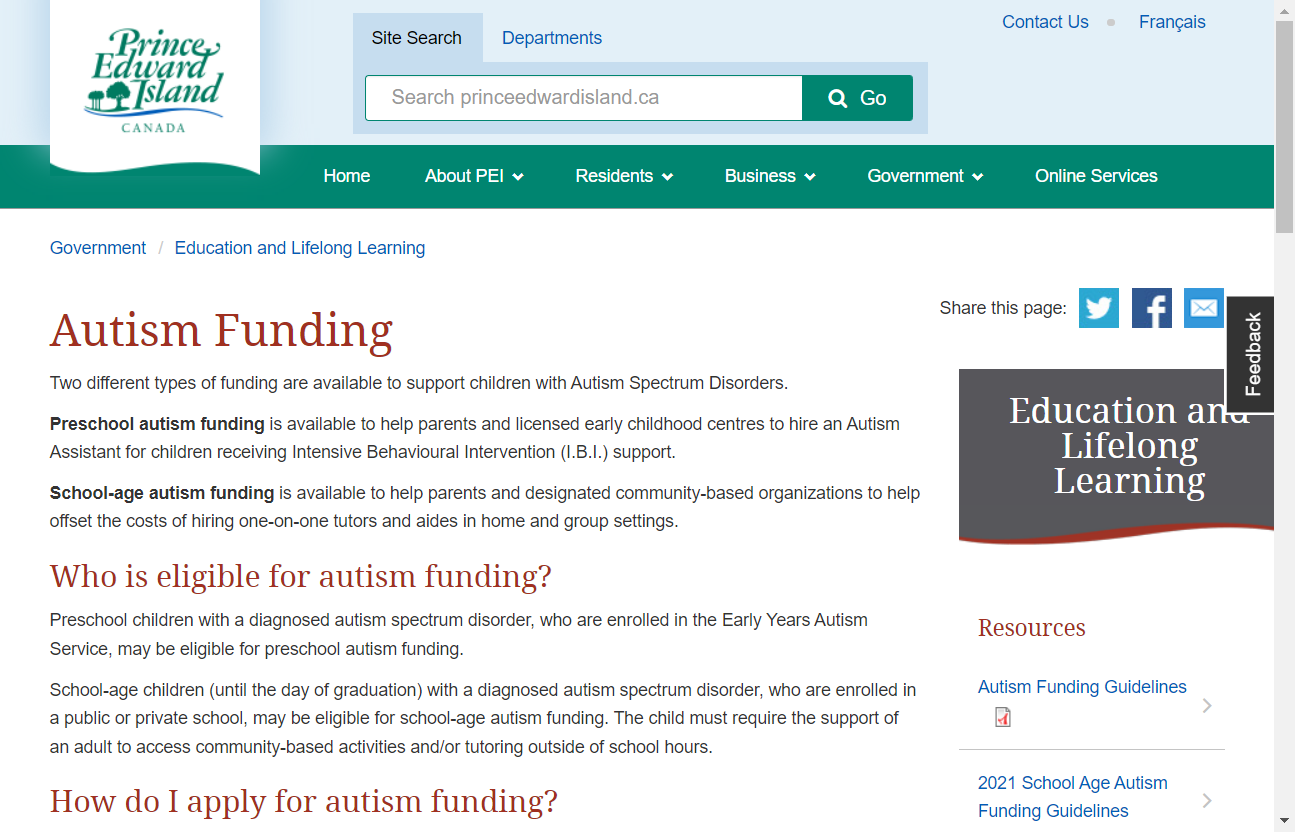 Prince
Edward
Island
CANADA
Site Search
Departments
Search princeedwardisland.ca
Go
Contact Us
Français
Home
About PEI
Residents
Business
Government
Online Services
Government / Education and Lifelong Learning
Share this page:
Feedback
Autism Funding
Two different types of funding are available to support children with Autism Spectrum Disorders.
Preschool autism funding is available to help parents and licensed early childhood centres to hire an Autism
Assistant for children receiving Intensive Behavioural Intervention (I.B.I.) support.
School-age autism funding is available to help parents and designated community-based organizations to help
offset the costs of hiring one-on-one tutors and aides in home and group settings.
Who is eligible for autism funding?
Preschool children with a diagnosed autism spectrum disorder, who are enrolled in the Early Years Autism
Service, may be eligible for preschool autism funding.
School-age children (until the day of graduation) with a diagnosed autism spectrum disorder, who are enrolled in
a public or private school, may be eligible for school-age autism funding. The child must require the support of
an adult to access community-based activities and/or tutoring outside of school hours.
How do I apply for autism funding?
Education and
Lifelong
Learning
Resources
Autism Funding Guidelines
2021 School Age Autism
Funding Guidelines